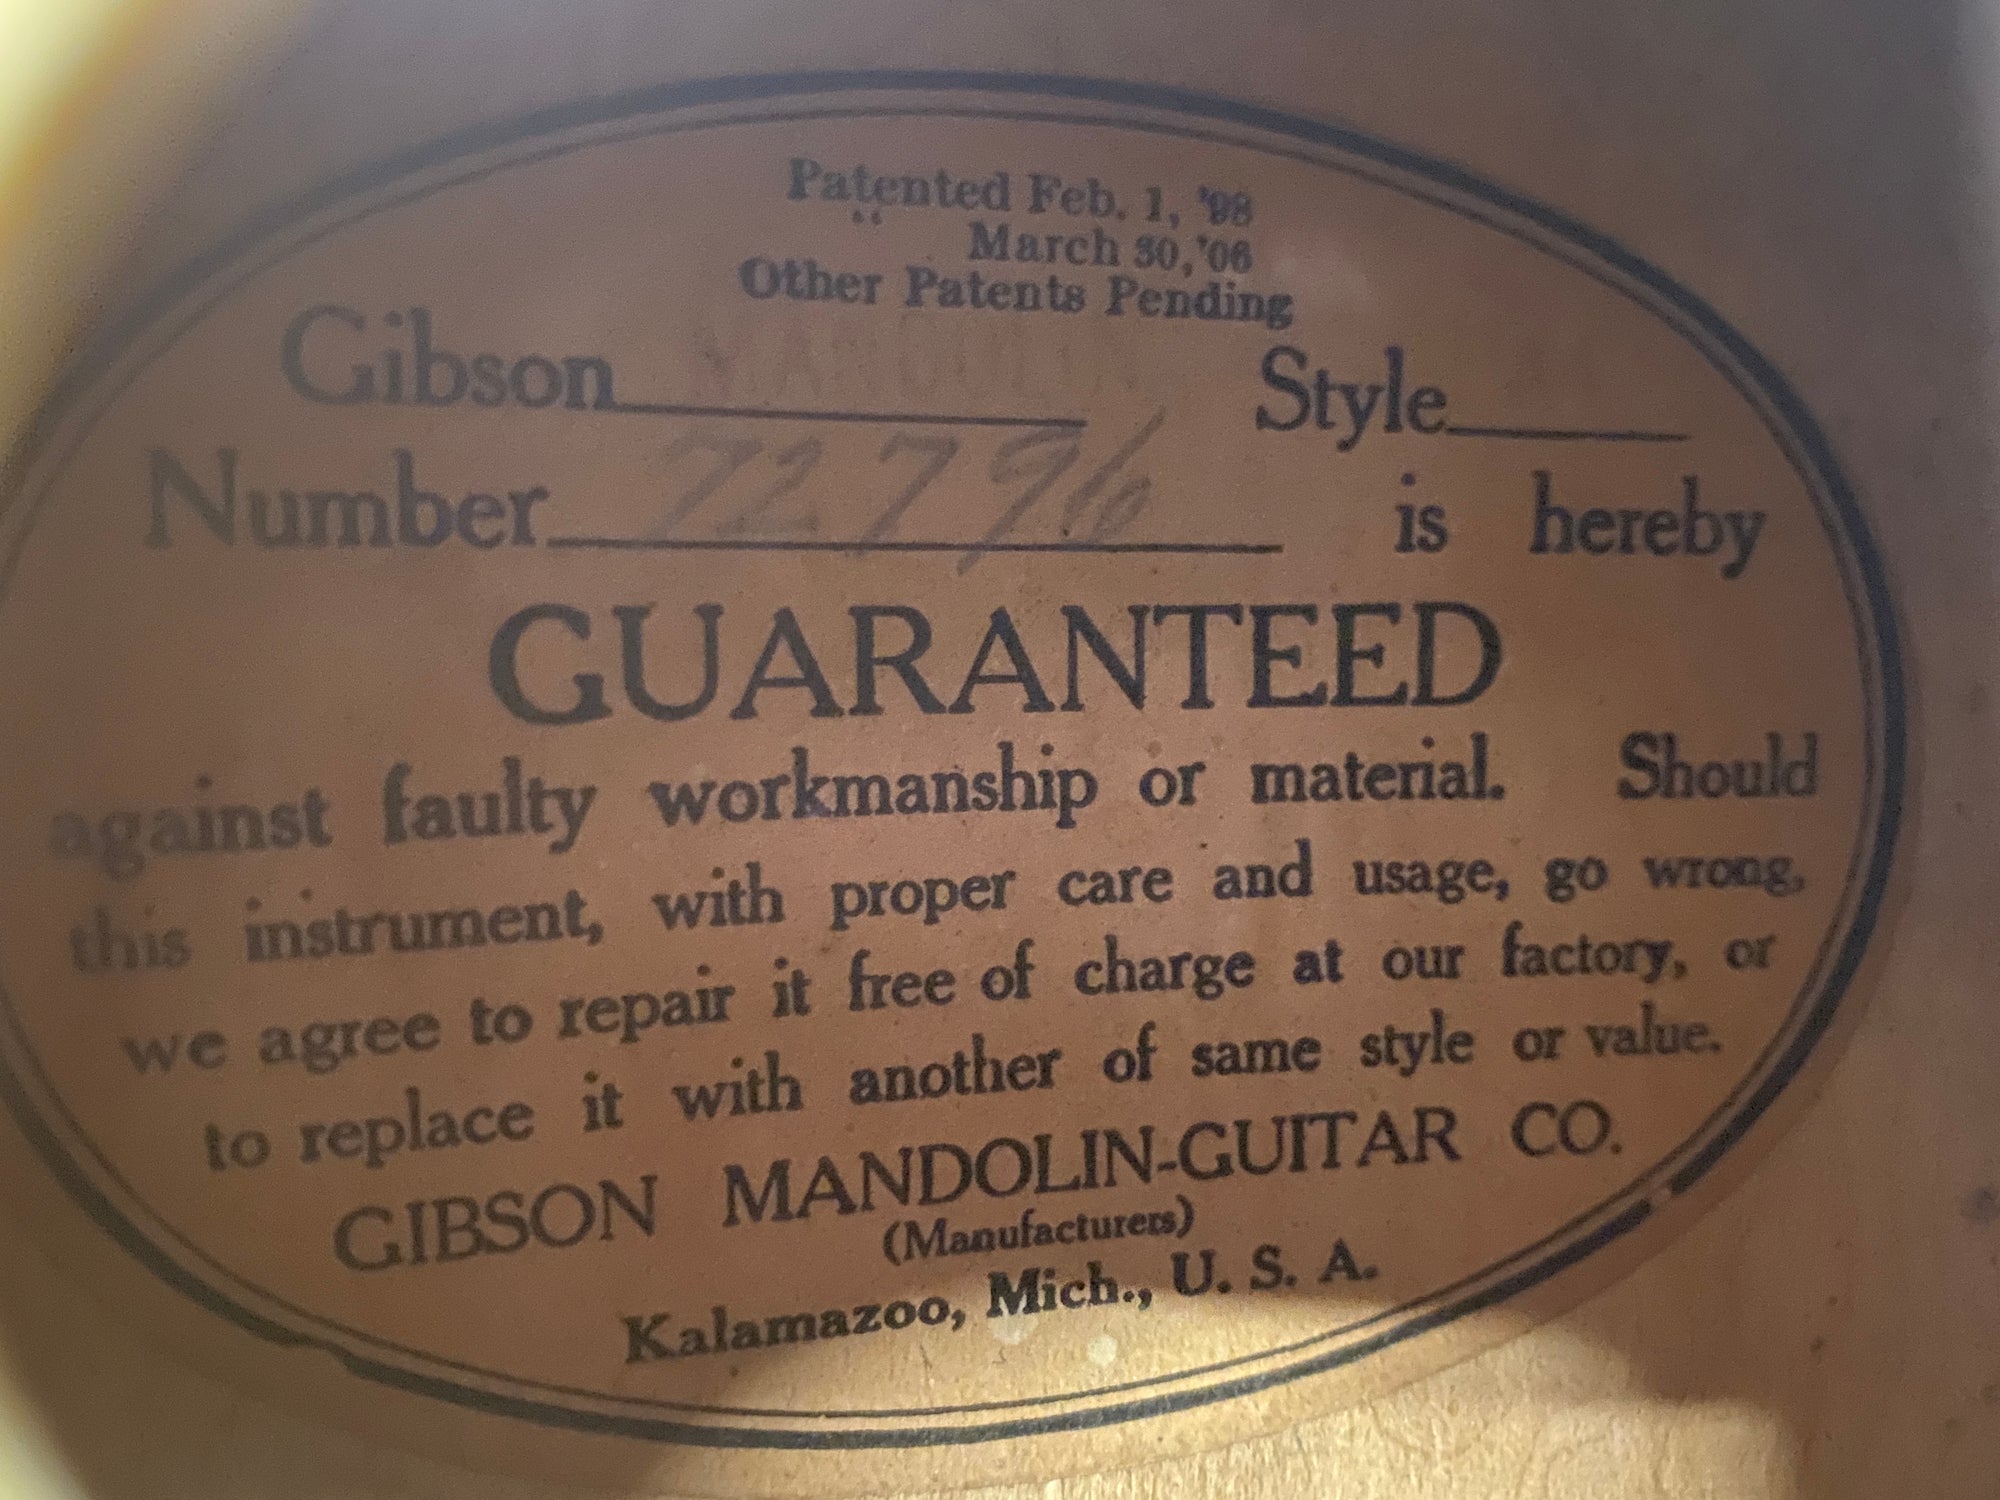 Patented Feb. 1, '98
" March 30, '06
Other Patents Pending
Gibson MANDOLIN Style
Number 72796 is hereby
GUARANTEED
against faulty workmanship or material. Should
this instrument, with proper care and usage, go wrong,
we agree to repair it free of charge at our factory, or
to replace it with another of same style or value.
GIBSON MANDOLIN-GUITAR CO.
(Manufacturers)
Kalamazoo, Mich., U. S. A.